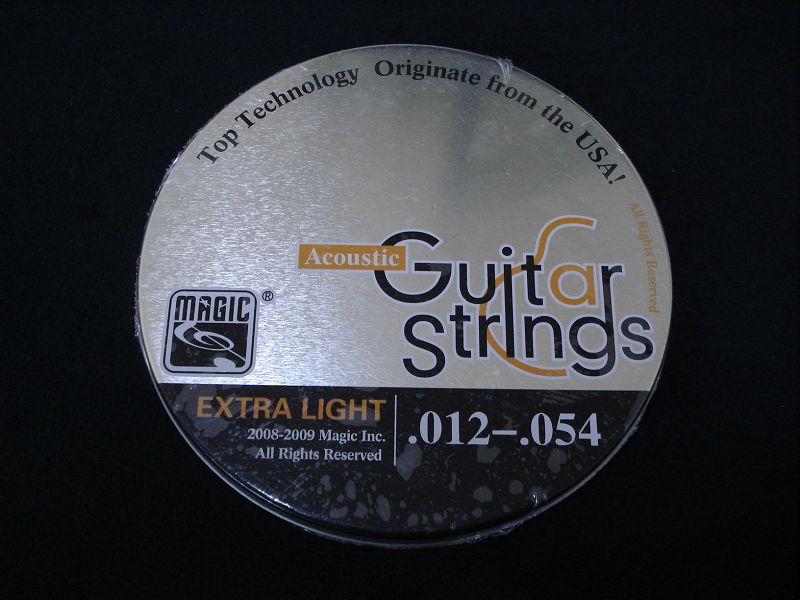 Top Technology Originate from the USA!
All Rights Reserved
Acoustic
Guitar
Strings
MAGIC ®
EXTRA LIGHT
2008-2009 Magic Inc.
All Rights Reserved
.012–.054